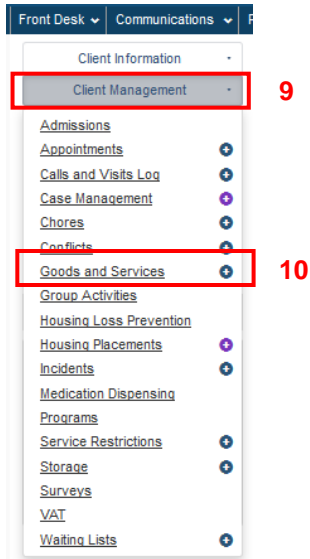 Front Desk Communications
Client Information
Client Management 9
Admissions
Appointments
Calls and Visits Log
Case Management
Chores
Conflicts
Goods and Services 10
Group Activities
Housing Loss Prevention
Housing Placements
Incidents
Medication Dispensing
Programs
Service Restrictions
Storage
Surveys
VAT
Waiting Lists